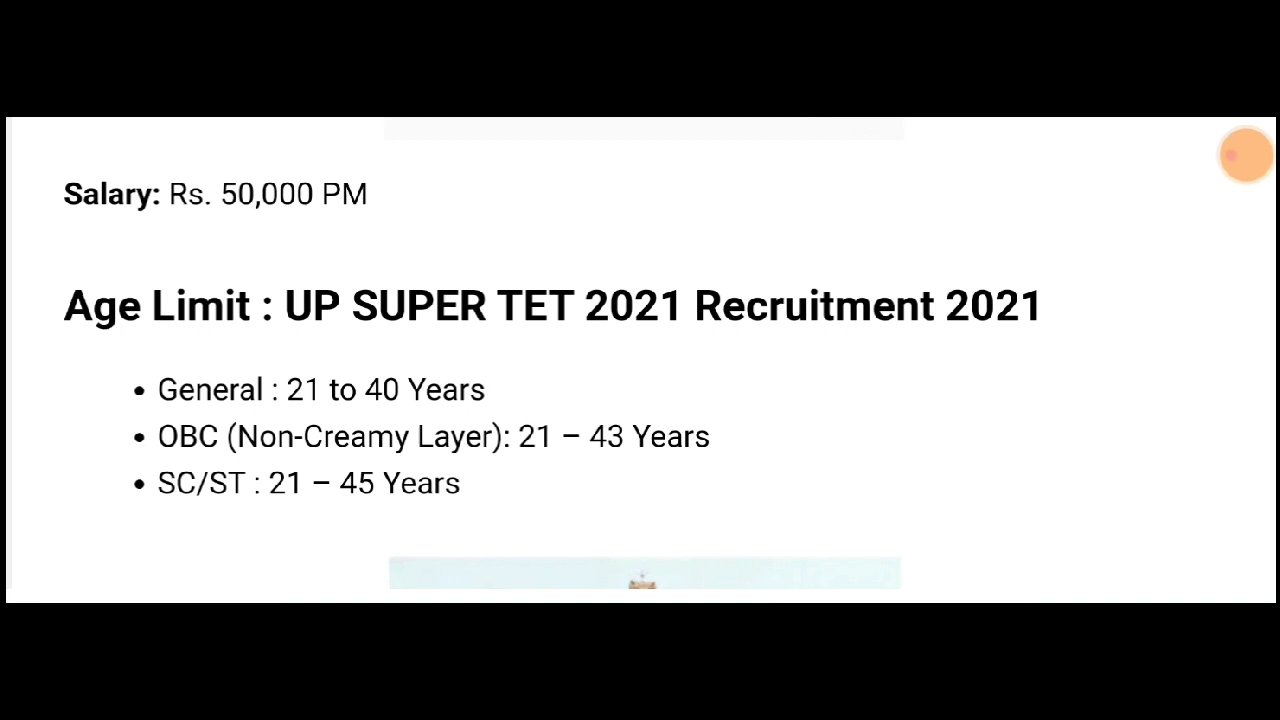 Salary: Rs. 50,000 PM
Age Limit : UP SUPER TET 2021 Recruitment 2021
• General : 21 to 40 Years
• OBC (Non-Creamy Layer): 21 – 43 Years
• SC/ST : 21 – 45 Years